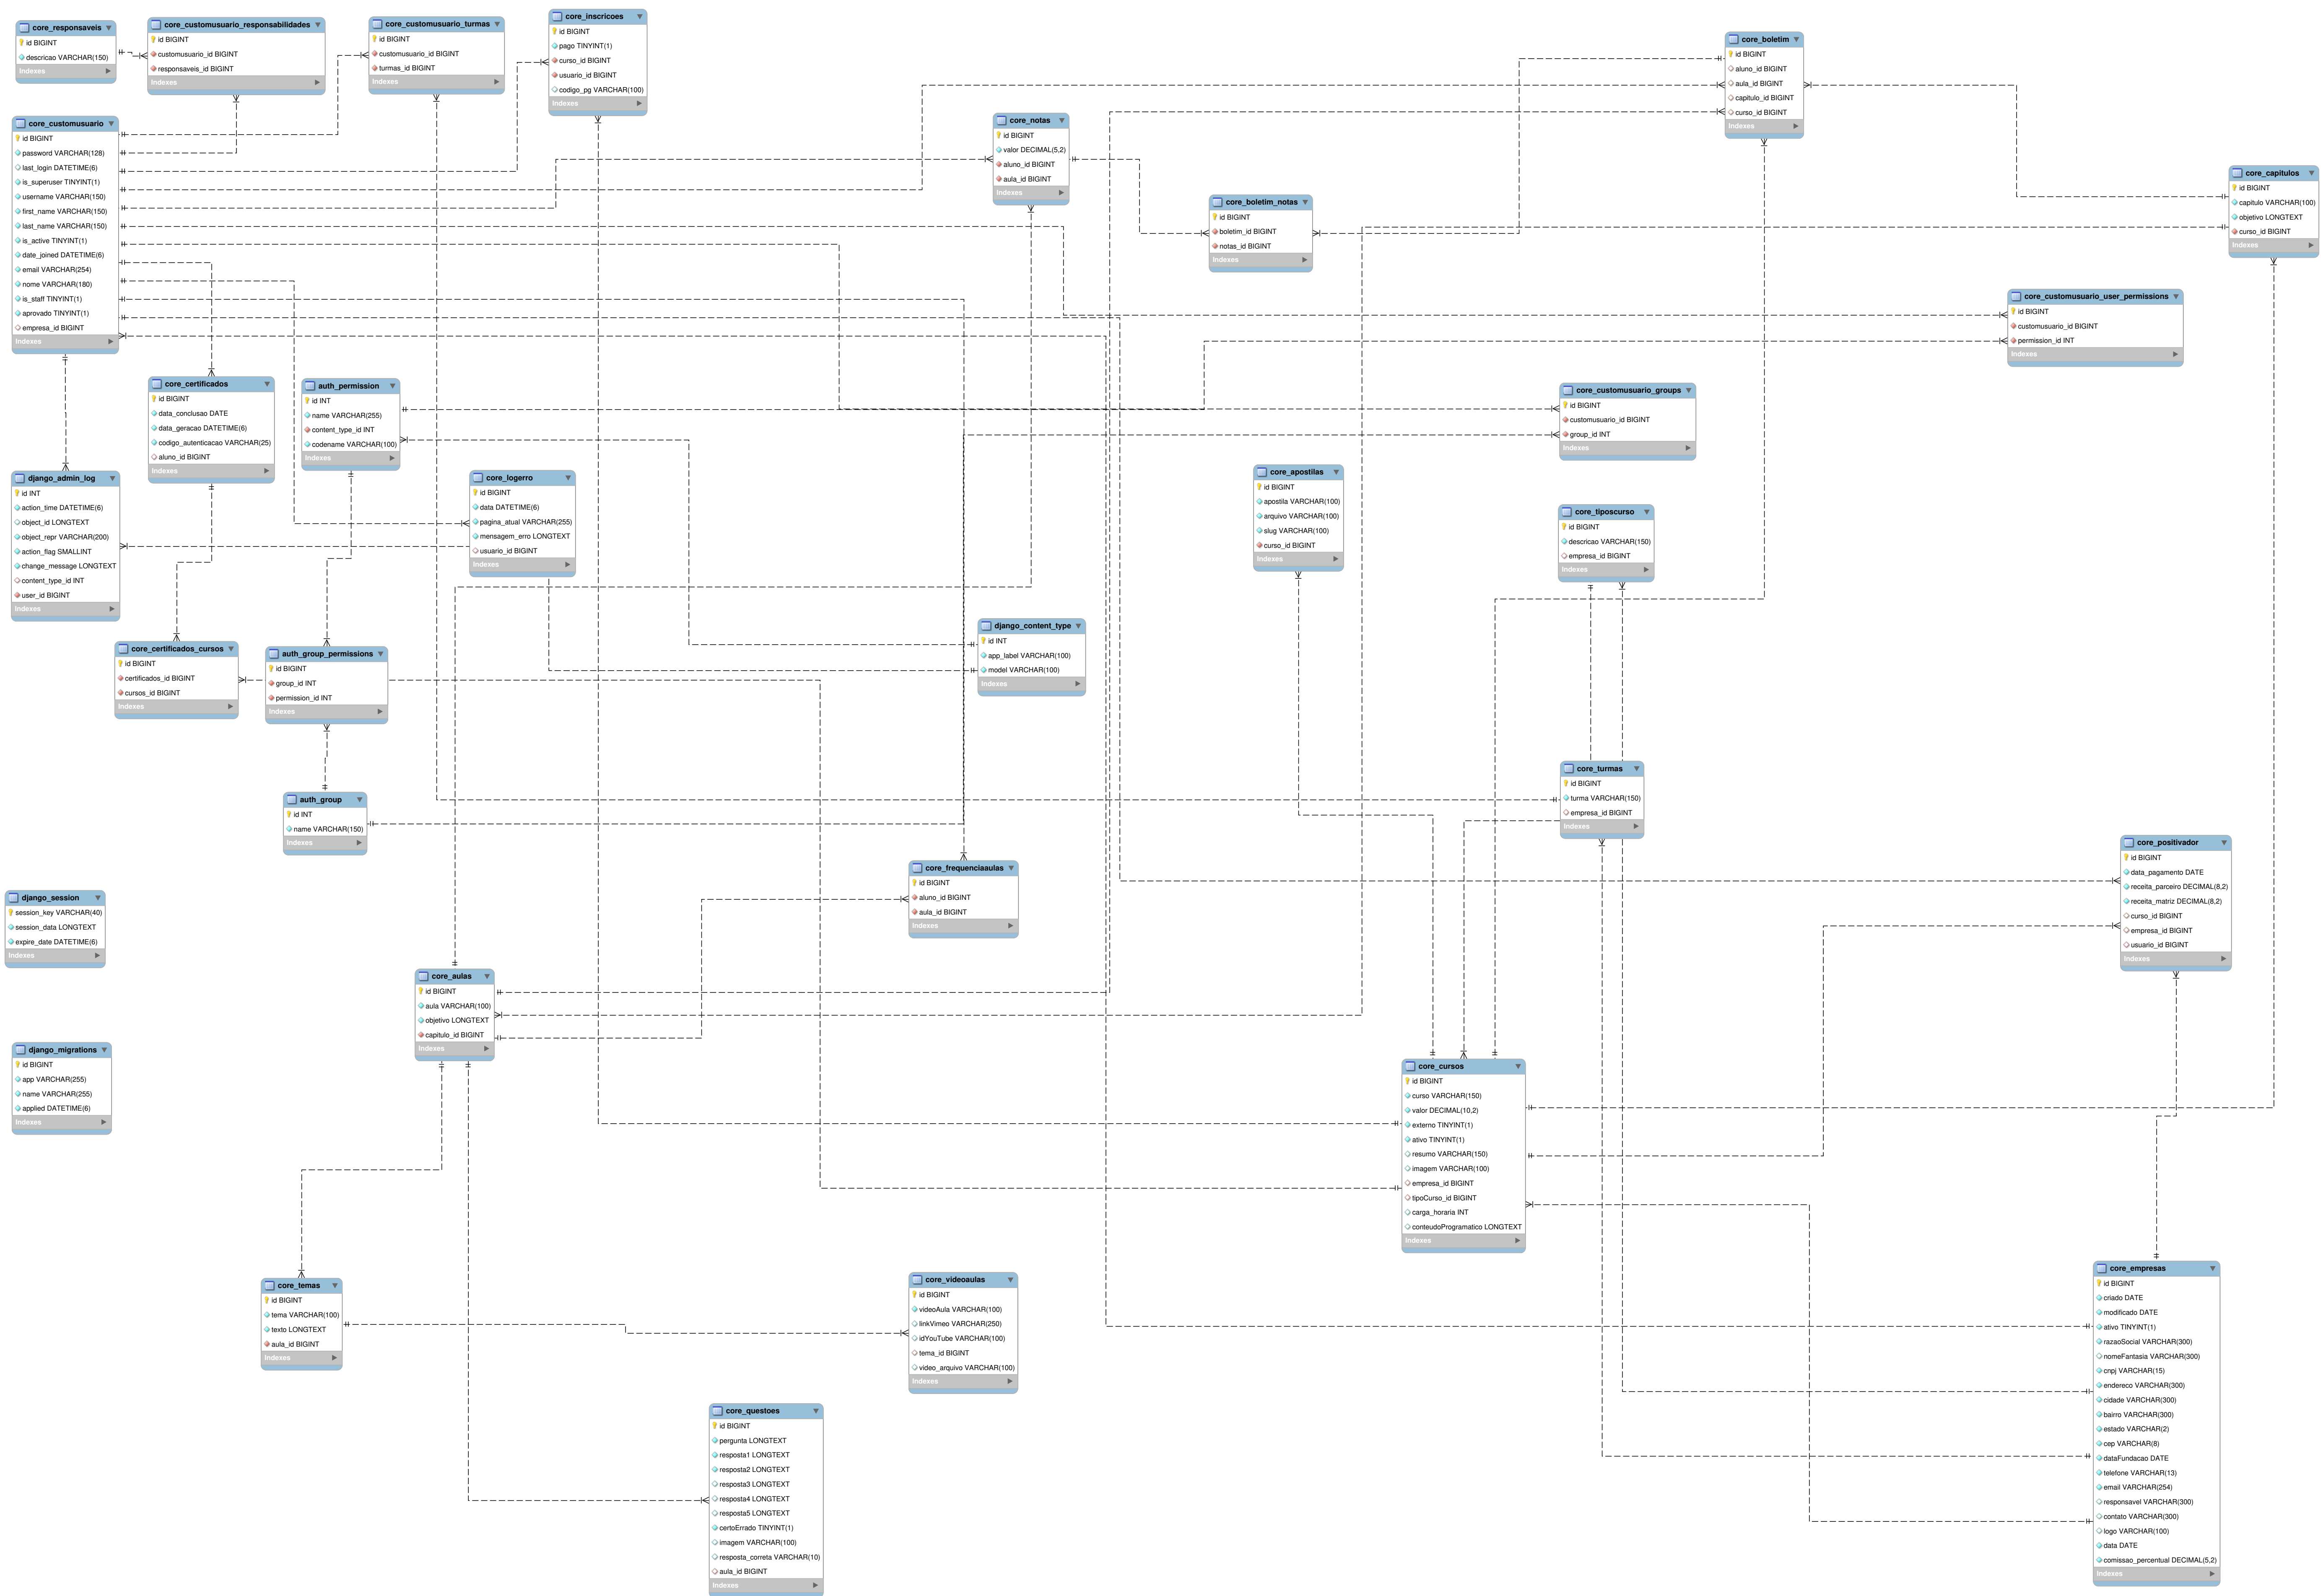 core_responsaveis
id BIGINT
descricao VARCHAR(150)
Indexes
core_customusuario_responsabilidades
id BIGINT
customusuario_id BIGINT
responsaveis_id BIGINT
Indexes
core_customusuario_turmas
id BIGINT
customusuario_id BIGINT
turmas_id BIGINT
Indexes
core_inscricoes
id BIGINT
pago TINYINT(1)
curso_id BIGINT
usuario_id BIGINT
codigo_pg VARCHAR(100)
Indexes
core_boletim
id BIGINT
aluno_id BIGINT
aula_id BIGINT
capitulo_id BIGINT
curso_id BIGINT
Indexes
core_customusuario
id BIGINT
password VARCHAR(128)
last_login DATETIME(6)
is_superuser TINYINT(1)
username VARCHAR(150)
first_name VARCHAR(150)
last_name VARCHAR(150)
is_active TINYINT(1)
date_joined DATETIME(6)
email VARCHAR(254)
nome VARCHAR(180)
is_staff TINYINT(1)
aprovado TINYINT(1)
empresa_id BIGINT
Indexes
core_notas
id BIGINT
valor DECIMAL(5,2)
aluno_id BIGINT
aula_id BIGINT
Indexes
core_boletim_notas
id BIGINT
boletim_id BIGINT
notas_id BIGINT
Indexes
core_capitulos
id BIGINT
capitulo VARCHAR(100)
objetivo LONGTEXT
curso_id BIGINT
Indexes
core_customusuario_user_permissions
id BIGINT
customusuario_id BIGINT
permission_id INT
Indexes
core_certificados
id BIGINT
data_conclusao DATE
data_geracao DATETIME(6)
codigo_autenticacao VARCHAR(25)
aluno_id BIGINT
Indexes
auth_permission
id INT
name VARCHAR(255)
content_type_id INT
codename VARCHAR(100)
Indexes
core_customusuario_groups
id BIGINT
customusuario_id BIGINT
group_id INT
Indexes
django_admin_log
id INT
action_time DATETIME(6)
object_id LONGTEXT
object_repr VARCHAR(200)
action_flag SMALLINT
change_message LONGTEXT
content_type_id INT
user_id BIGINT
Indexes
core_logerro
id BIGINT
data DATETIME(6)
pagina_atual VARCHAR(255)
mensagem_erro LONGTEXT
usuario_id BIGINT
Indexes
core_apostilas
id BIGINT
apostila VARCHAR(100)
arquivo VARCHAR(100)
slug VARCHAR(100)
curso_id BIGINT
Indexes
core_tiposcurso
id BIGINT
descricao VARCHAR(150)
empresa_id BIGINT
Indexes
core_certificados_cursos
id BIGINT
certificados_id BIGINT
cursos_id BIGINT
Indexes
auth_group_permissions
id BIGINT
group_id INT
permission_id INT
Indexes
django_content_type
id INT
app_label VARCHAR(100)
model VARCHAR(100)
Indexes
auth_group
id INT
name VARCHAR(150)
Indexes
core_turmas
id BIGINT
turma VARCHAR(150)
empresa_id BIGINT
Indexes
core_positivador
id BIGINT
data_pagamento DATE
receita_parceiro DECIMAL(8,2)
receita_matriz DECIMAL(8,2)
curso_id BIGINT
empresa_id BIGINT
usuario_id BIGINT
Indexes
core_frequenciaaulas
id BIGINT
aluno_id BIGINT
aula_id BIGINT
Indexes
django_session
session_key VARCHAR(40)
session_data LONGTEXT
expire_date DATETIME(6)
Indexes
core_aulas
id BIGINT
aula VARCHAR(100)
objetivo LONGTEXT
capitulo_id BIGINT
Indexes
django_migrations
id BIGINT
app VARCHAR(255)
name VARCHAR(255)
applied DATETIME(6)
Indexes
core_cursos
id BIGINT
curso VARCHAR(150)
valor DECIMAL(10,2)
externo TINYINT(1)
ativo TINYINT(1)
resumo VARCHAR(150)
imagem VARCHAR(100)
empresa_id BIGINT
tipoCurso_id BIGINT
carga_horaria INT
conteudoProgramatico LONGTEXT
Indexes
core_temas
id BIGINT
tema VARCHAR(100)
texto LONGTEXT
aula_id BIGINT
Indexes
core_videoaulas
id BIGINT
videoAula VARCHAR(100)
linkVimeo VARCHAR(250)
idYouTube VARCHAR(100)
tema_id BIGINT
video_arquivo VARCHAR(100)
Indexes
core_empresas
id BIGINT
criado DATE
modificado DATE
ativo TINYINT(1)
razaoSocial VARCHAR(300)
nomeFantasia VARCHAR(300)
cnpj VARCHAR(15)
endereco VARCHAR(300)
cidade VARCHAR(300)
bairro VARCHAR(300)
estado VARCHAR(2)
cep VARCHAR(8)
dataFundacao DATE
telefone VARCHAR(13)
email VARCHAR(254)
responsavel VARCHAR(300)
contato VARCHAR(300)
logo VARCHAR(100)
data DATE
comissao_percentual DECIMAL(5,2)
Indexes
core_questoes
id BIGINT
pergunta LONGTEXT
resposta1 LONGTEXT
resposta2 LONGTEXT
resposta3 LONGTEXT
resposta4 LONGTEXT
resposta5 LONGTEXT
certoErrado TINYINT(1)
imagem VARCHAR(100)
resposta_correta VARCHAR(10)
aula_id BIGINT
Indexes